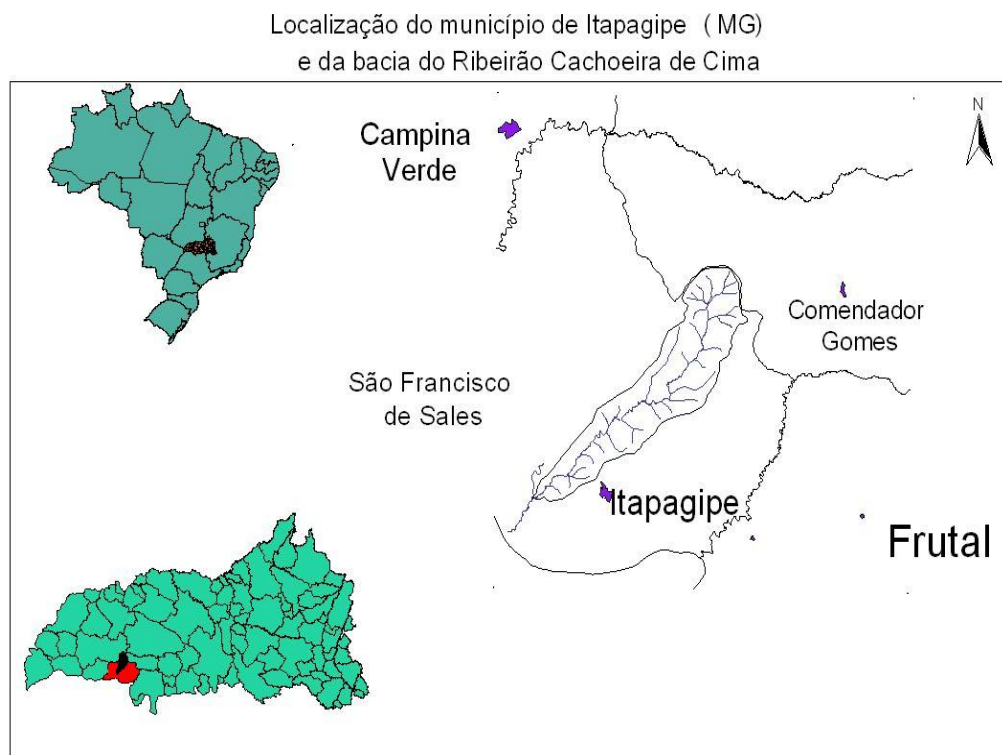 Localização do município de Itapagipe ( MG)
e da bacia do Ribeirão Cachoeira de Cima
N
Campina
Verde
Comendador
Gomes
São Francisco
de Sales
Itapagipe
Frutal